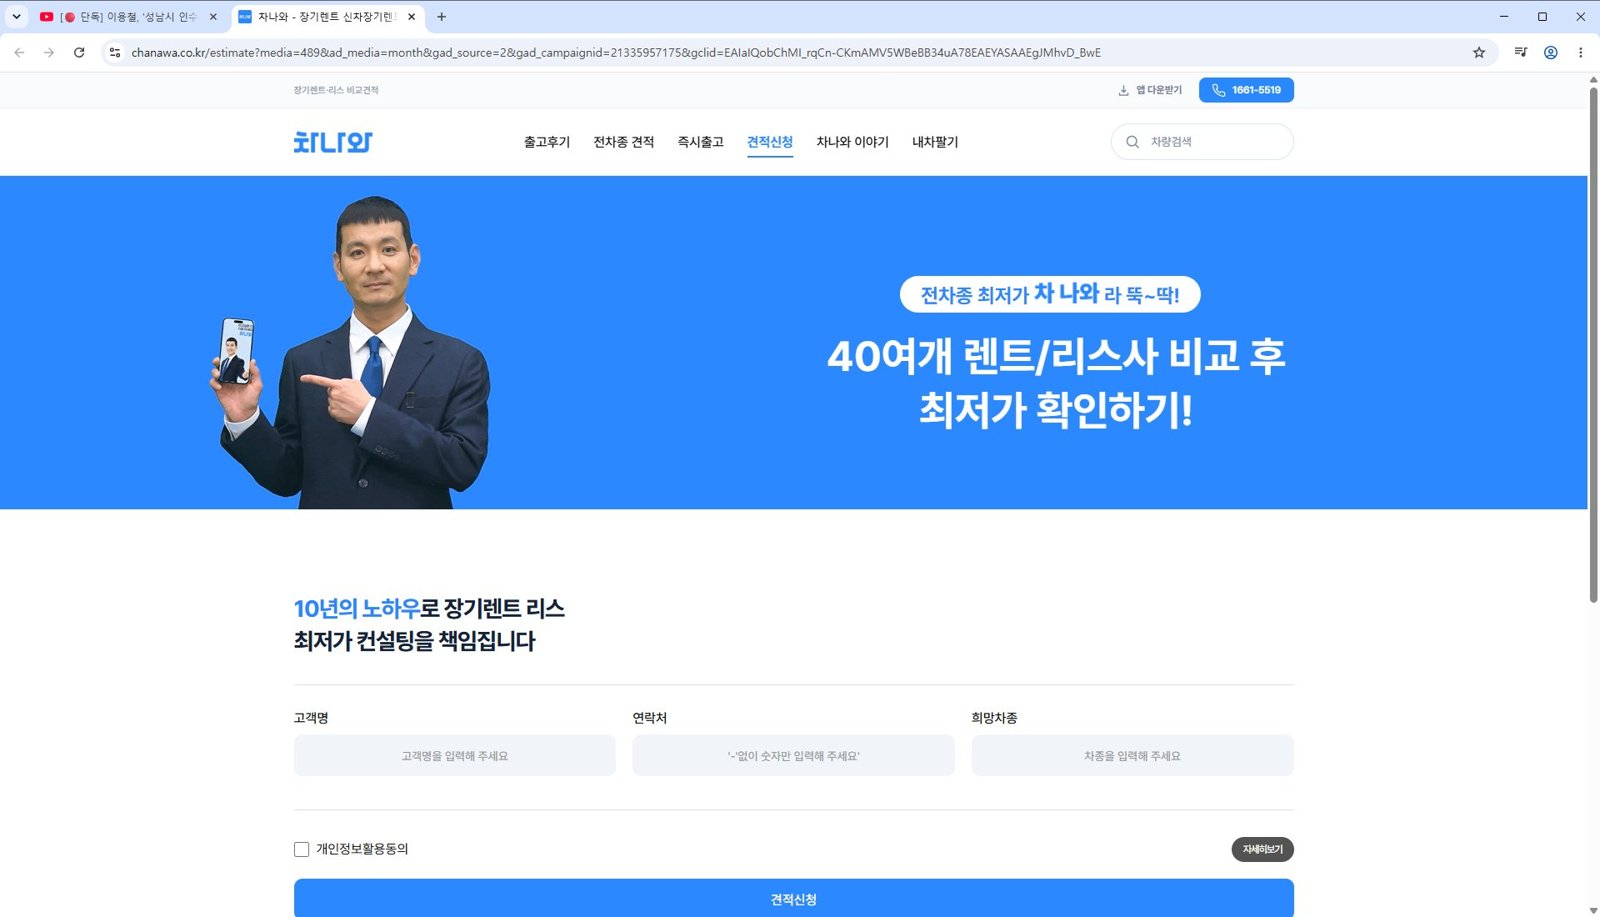 [🔴 단독] 이용철, '성남시 인수
차나와 - 장기렌트 신차장기렌트
chanawa.co.kr/estimate?media=489&ad_media=month&gad_source=2&gad_campaignid=21335957175&gclid=EAIaIQobChMI_rqCn-CKmAMV5WBeBB34uA78EAEYASAAEgJMhvD_BwE
장기렌트·리스 비교견적
앱 다운받기
1661-5519
차나와
출고후기
전차종 견적
즉시출고
견적신청
차나와 이야기
내차팔기
차량검색
전차종 최저가 차 나와 라 뚝~딱!
40여개 렌트/리스사 비교 후
최저가 확인하기!
10년의 노하우로 장기렌트 리스
최저가 컨설팅을 책임집니다
고객명
연락처
희망차종
고객명을 입력해 주세요
'-'없이 숫자만 입력해 주세요'
차종을 입력해 주세요
개인정보활용동의
자세히보기
견적신청